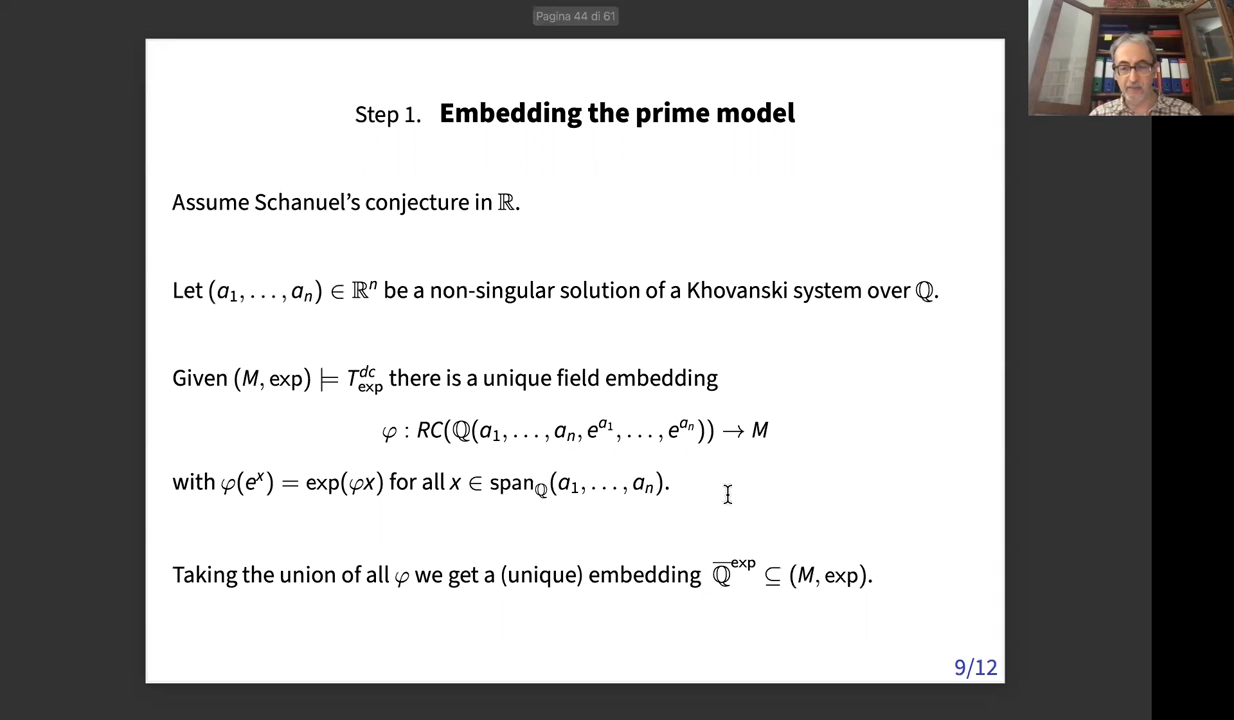 Pagina 44 di 61
Step 1. Embedding the prime model
Assume Schanuel's conjecture in ℝ.
Let (a₁, . . . , aₙ) ∈ ℝⁿ be a non-singular solution of a Khovanski system over ℚ.
Given (M, exp) ⊨ T^{dc}_{exp} there is a unique field embedding
φ : RC(ℚ(a₁, . . . , aₙ, e^{a₁}, . . . , e^{aₙ})) → M
with φ(eˣ) = exp(φx) for all x ∈ span_ℚ(a₁, . . . , aₙ).
Taking the union of all φ we get a (unique) embedding ℚ̅^{exp} ⊆ (M, exp).
9/12